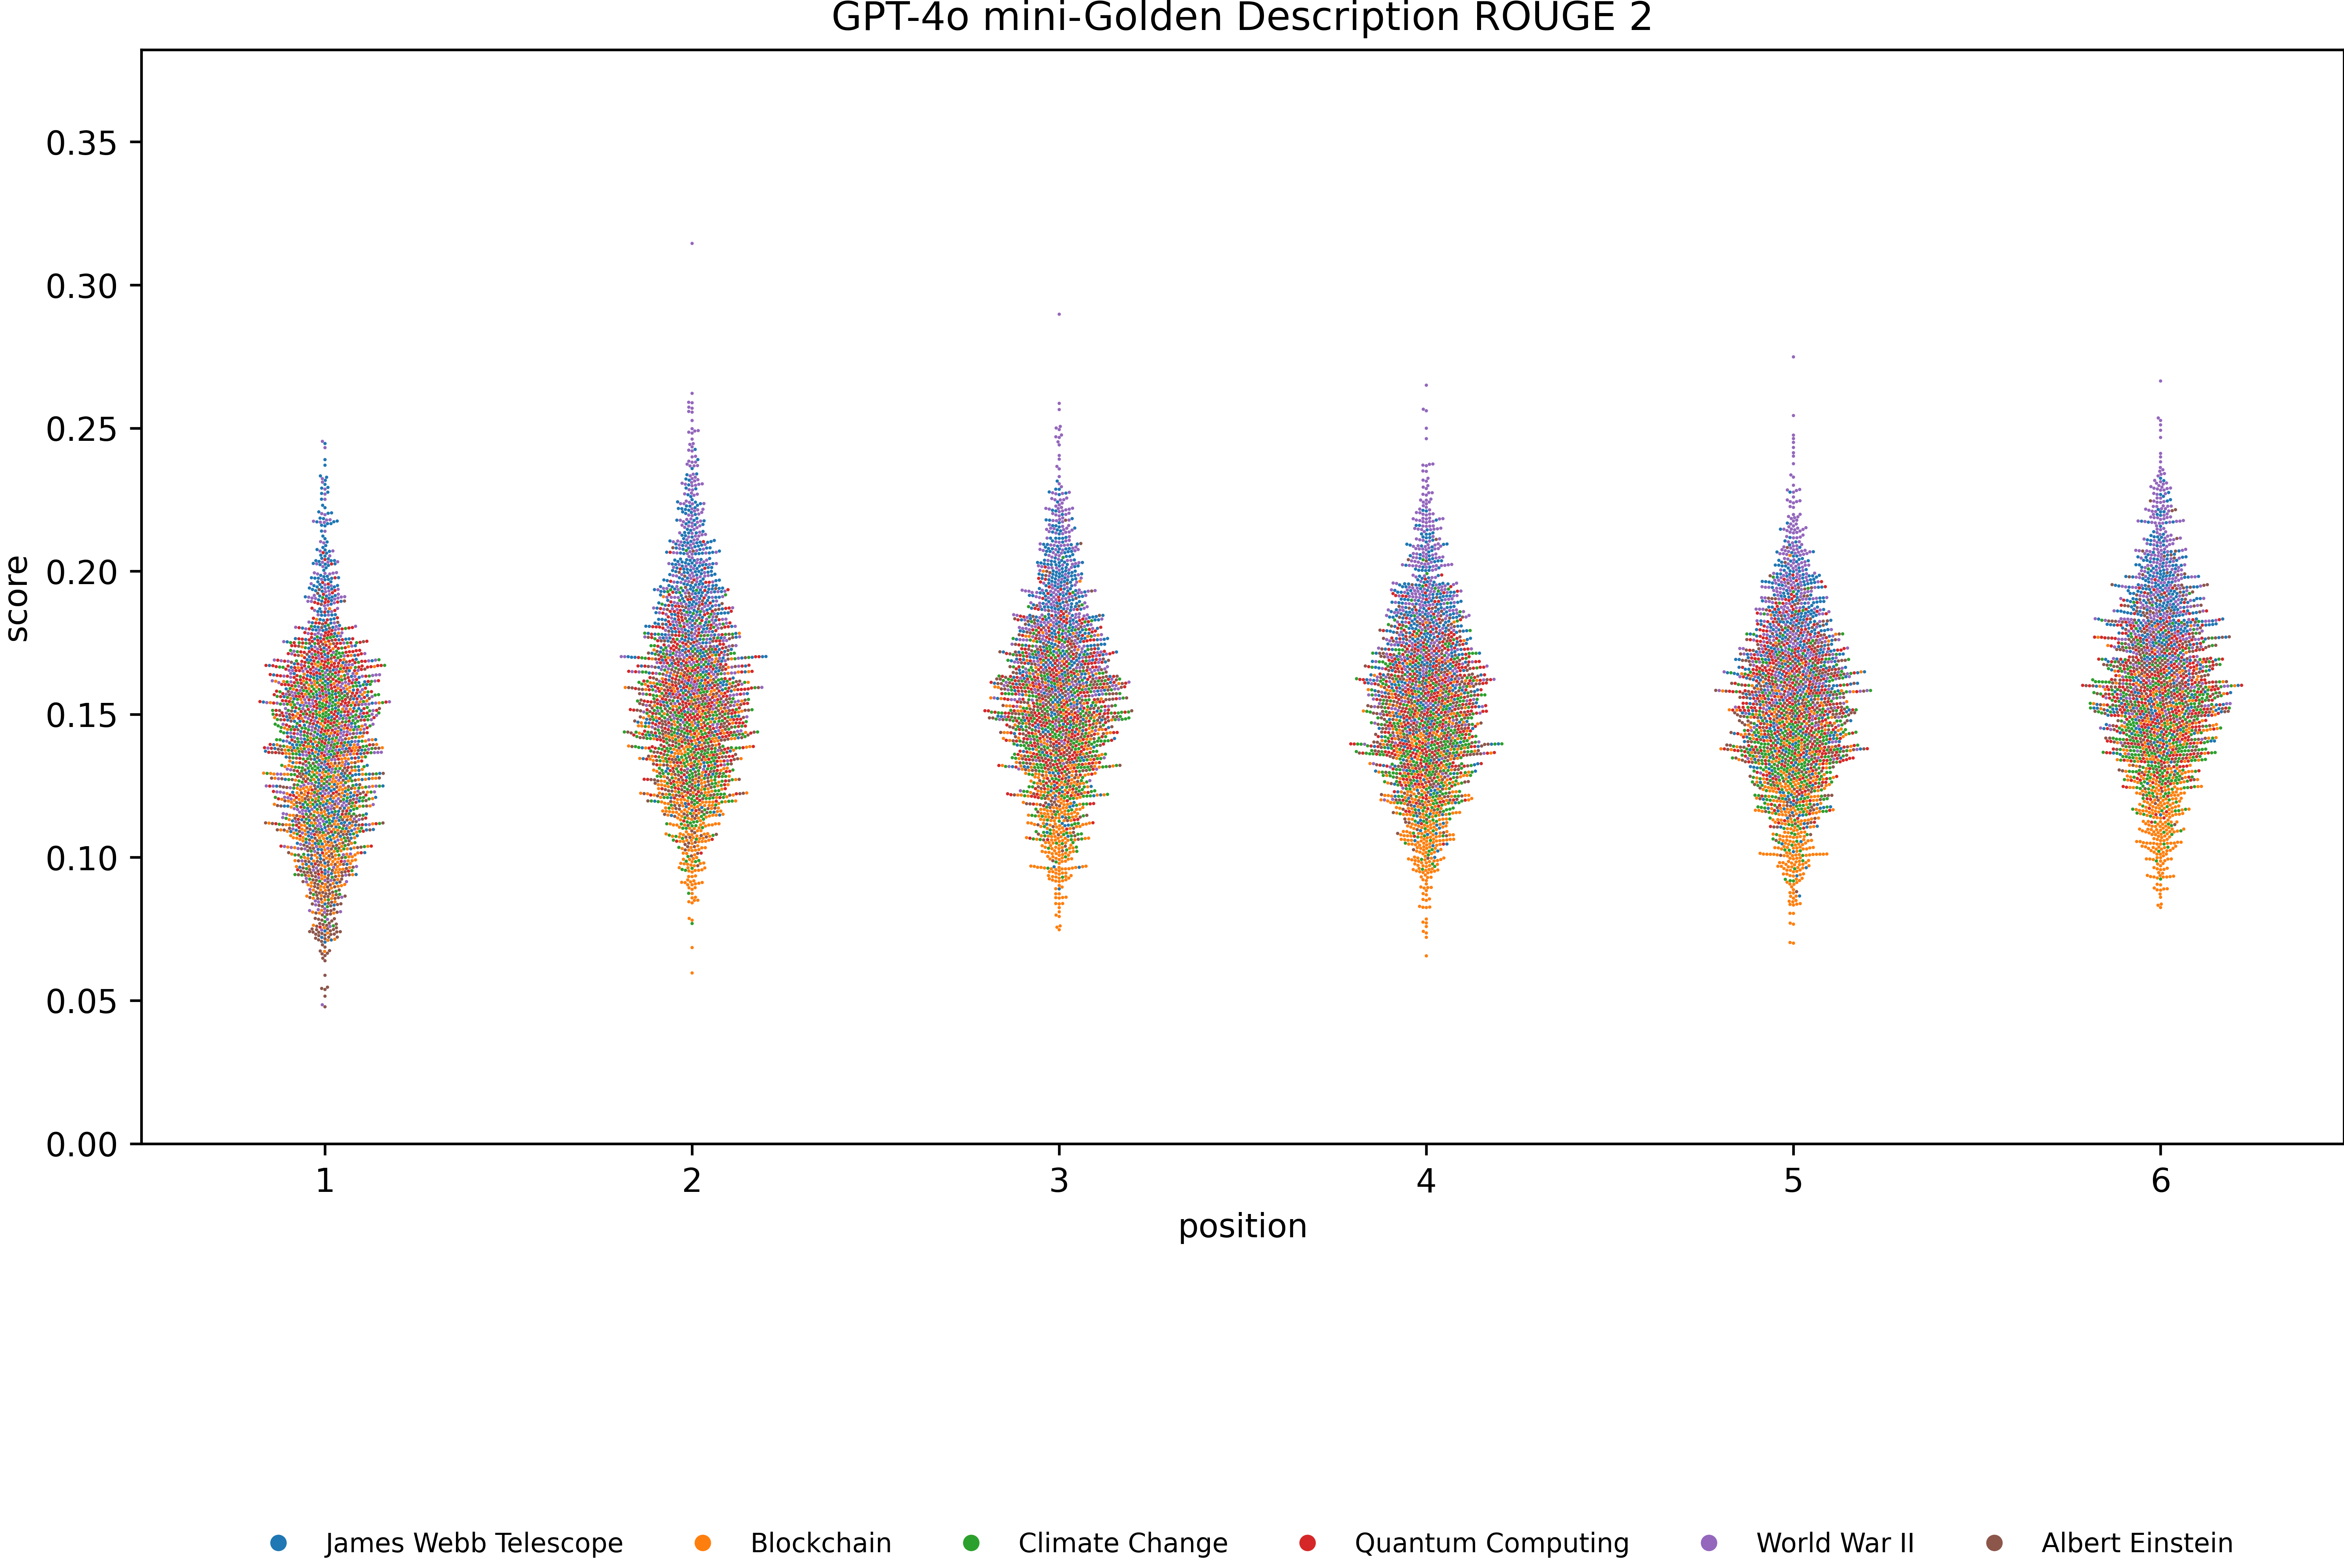 GPT-4o mini-Golden Description ROUGE 2
0.35
0.30
0.25
0.20
0.15
0.10
0.05
0.00
score
1 2 3 4 5 6
position
James Webb Telescope Blockchain Climate Change Quantum Computing World War II Albert Einstein